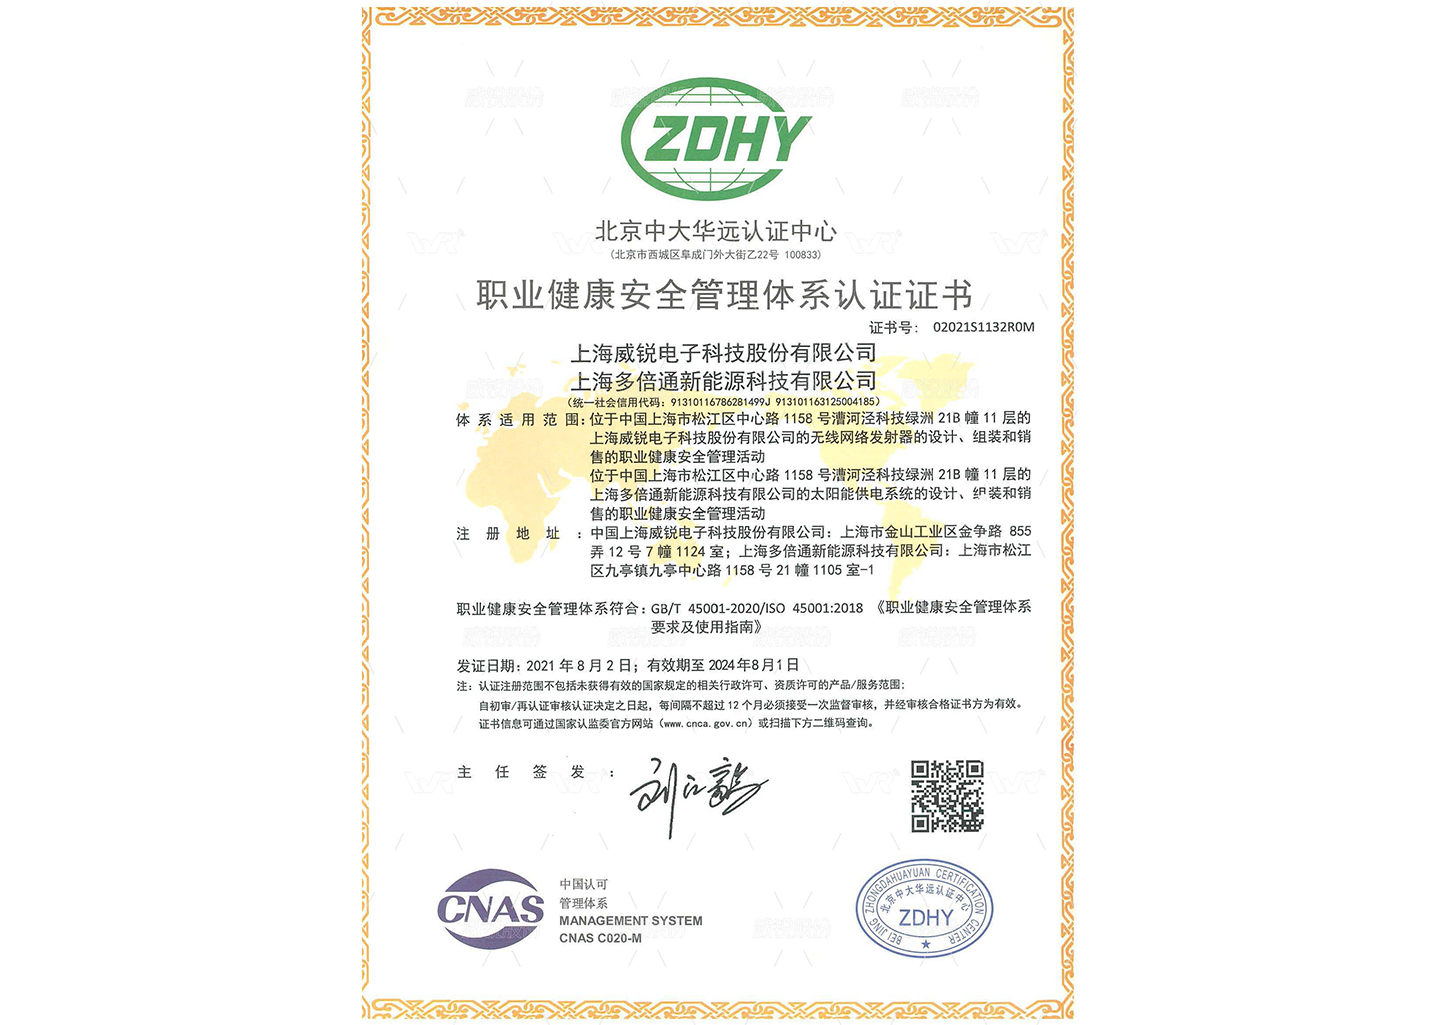 ZDHY
北京中大华远认证中心
(北京市西城区阜成门外大街乙22号 100833)
职业健康安全管理体系认证证书
证书号: 02021S1132R0M
上海威锐电子科技股份有限公司
上海多倍通新能源科技有限公司
(统一社会信用代码: 91310116786281499J 913101163125004185)
体系适用范围: 位于中国上海市松江区中心路 1158 号漕河泾科技绿洲 21B 幢 11 层的
上海威锐电子科技股份有限公司的无线网络发射器的设计、组装和销
售的职业健康安全管理活动
位于中国上海市松江区中心路 1158 号漕河泾科技绿洲 21B 幢 11 层的
上海多倍通新能源科技有限公司的太阳能供电系统的设计、组装和销
售的职业健康安全管理活动
注册地址: 中国上海威锐电子科技股份有限公司: 上海市金山工业区金争路 855
弄 12 号 7 幢 1124 室; 上海多倍通新能源科技有限公司: 上海市松江
区九亭镇九亭中心路 1158 号 21 幢 1105 室-1
职业健康安全管理体系符合: GB/T 45001-2020/ISO 45001:2018 《职业健康安全管理体系
要求及使用指南》
发证日期: 2021 年 8 月 2 日; 有效期至 2024年8月1日
注: 认证注册范围不包括未获得有效的国家规定的相关行政许可、资质许可的产品/服务范围;
自初审/再认证审核认证决定之日起, 每间隔不超过 12 个月必须接受一次监督审核, 并经审核合格证书方为有效。
证书信息可通过国家认监委官方网站 (www.cnca.gov.cn) 或扫描下方二维码查询。
主任签发:
CNAS
中国认可
管理体系
MANAGEMENT SYSTEM
CNAS C020-M
BEIJING ZHONGDAHUAYUAN CERTIFICATION CENTER
北京中大华远认证中心
ZDHY